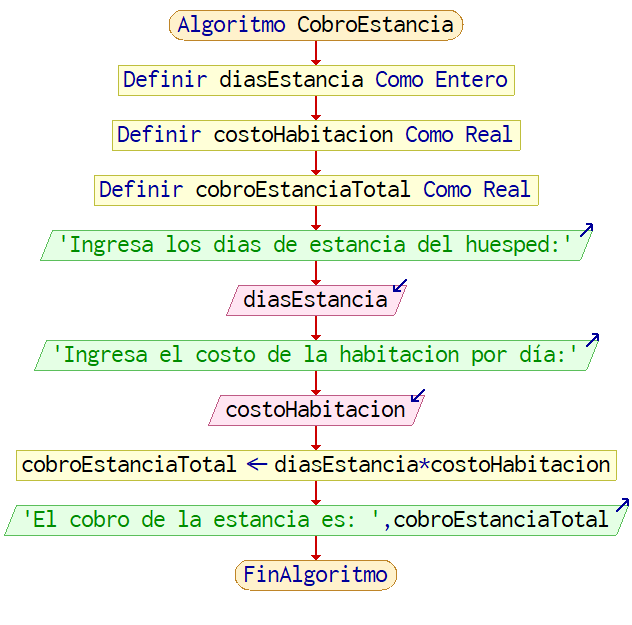 Algoritmo CobroEstancia
Definir diasEstancia Como Entero
Definir costoHabitacion Como Real
Definir cobroEstanciaTotal Como Real
'Ingresa los dias de estancia del huesped:'
diasEstancia
'Ingresa el costo de la habitacion por día:'
costoHabitacion
cobroEstanciaTotal ← diasEstancia*costoHabitacion
'El cobro de la estancia es: ',cobroEstanciaTotal
FinAlgoritmo